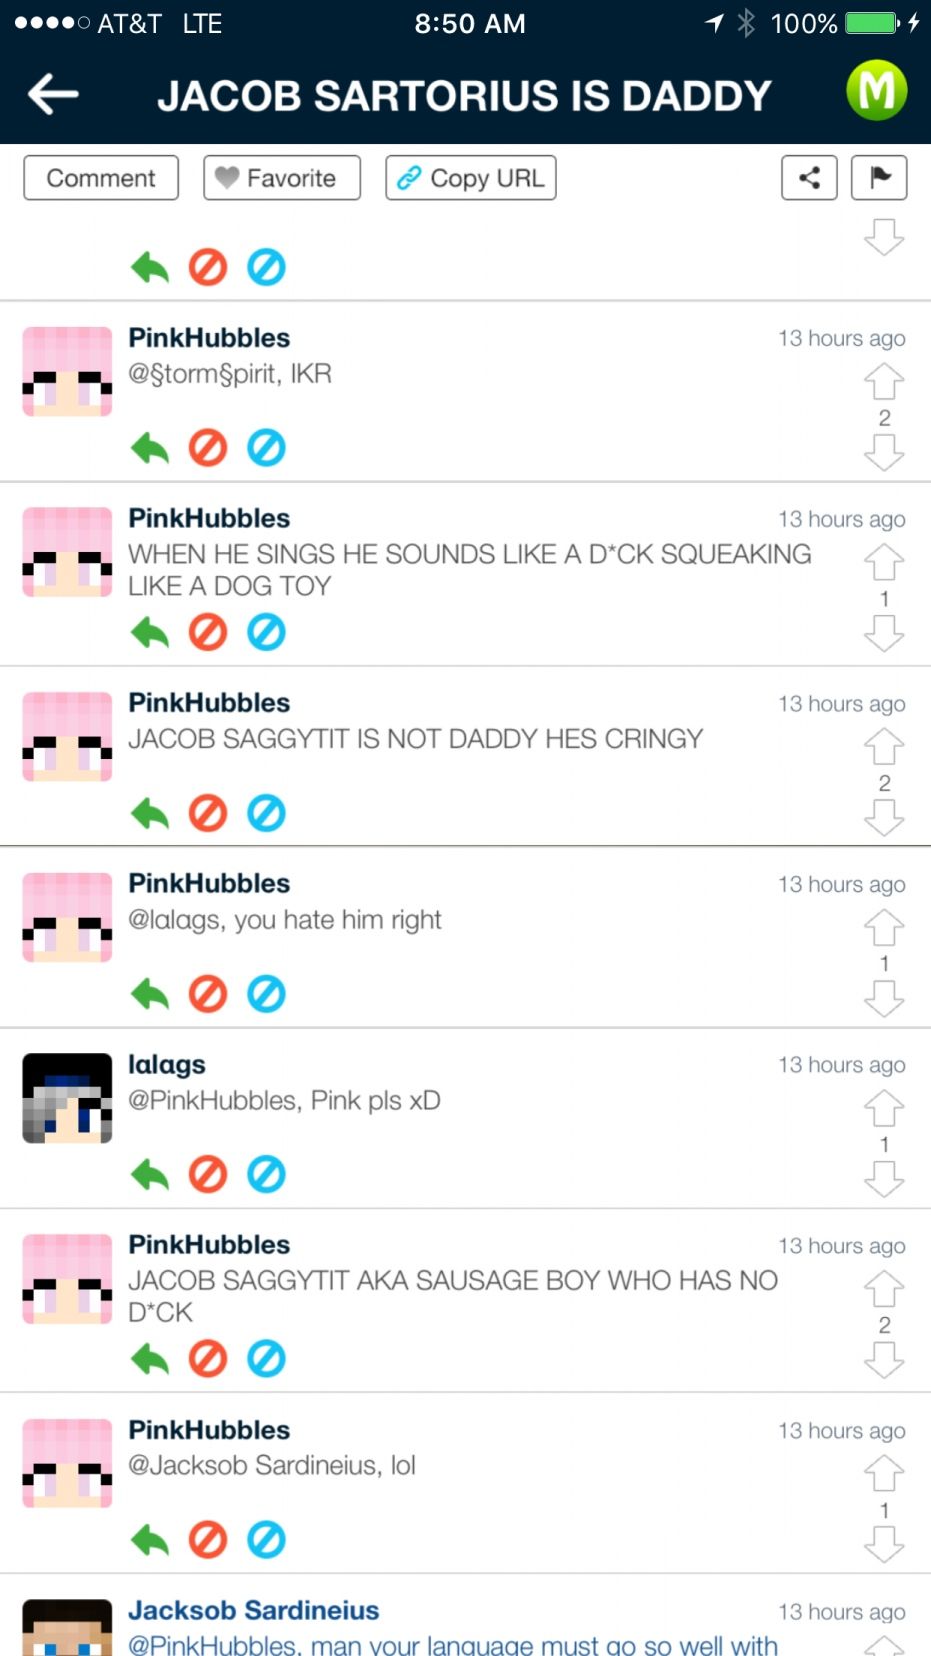 AT&T LTE 8:50 AM 100%
JACOB SARTORIUS IS DADDY M
Comment Favorite Copy URL
PinkHubbles 13 hours ago
@§torm§pirit, IKR
2
PinkHubbles 13 hours ago
WHEN HE SINGS HE SOUNDS LIKE A D*CK SQUEAKING
LIKE A DOG TOY
1
PinkHubbles 13 hours ago
JACOB SAGGYTIT IS NOT DADDY HES CRINGY
2
PinkHubbles 13 hours ago
@lalags, you hate him right
1
lalags 13 hours ago
@PinkHubbles, Pink pls xD
1
PinkHubbles 13 hours ago
JACOB SAGGYTIT AKA SAUSAGE BOY WHO HAS NO
D*CK
2
PinkHubbles 13 hours ago
@Jacksob Sardineius, lol
1
Jacksob Sardineius 13 hours ago
@PinkHubbles, man your language must go so well with